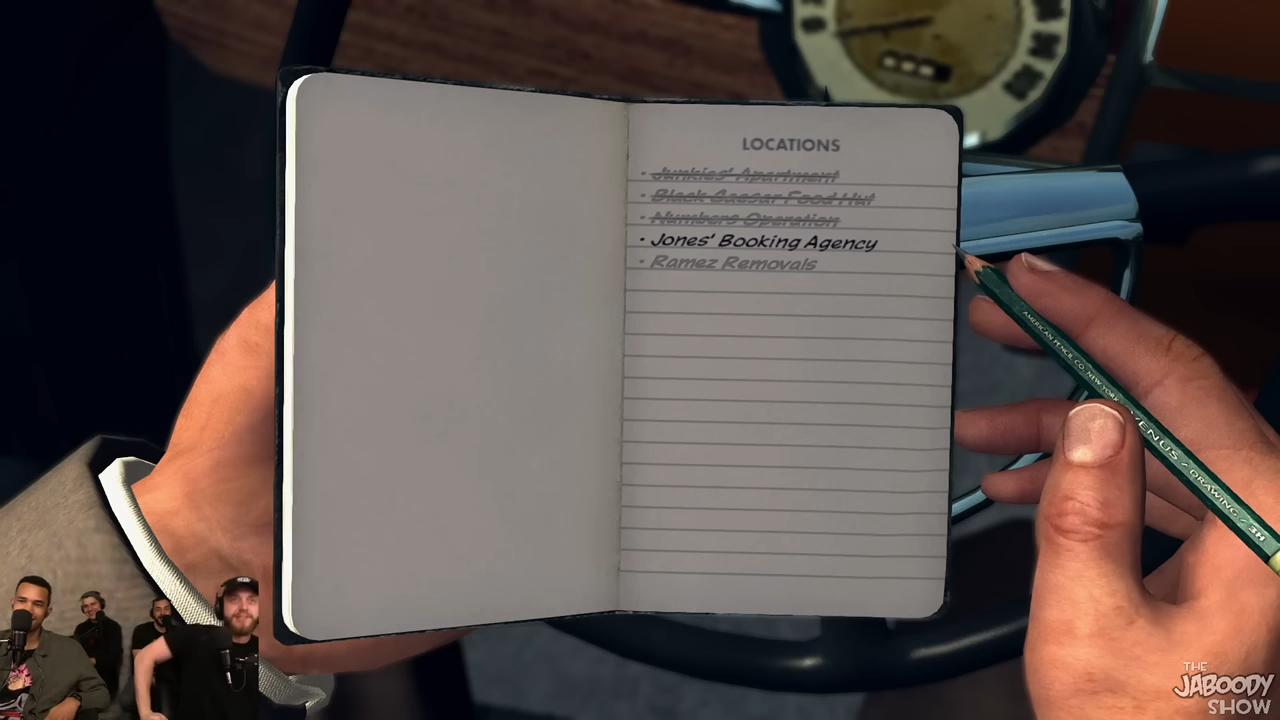 LOCATIONS
• Junkies' Apartment
• Black Caesar Food Hut
• Numbers Operation
• Jones' Booking Agency
• Ramez Removals
AMERICAN PENCIL CO. NEW YORK VENUS / DRAWING / 3H
THE
JABOODY
SHOW